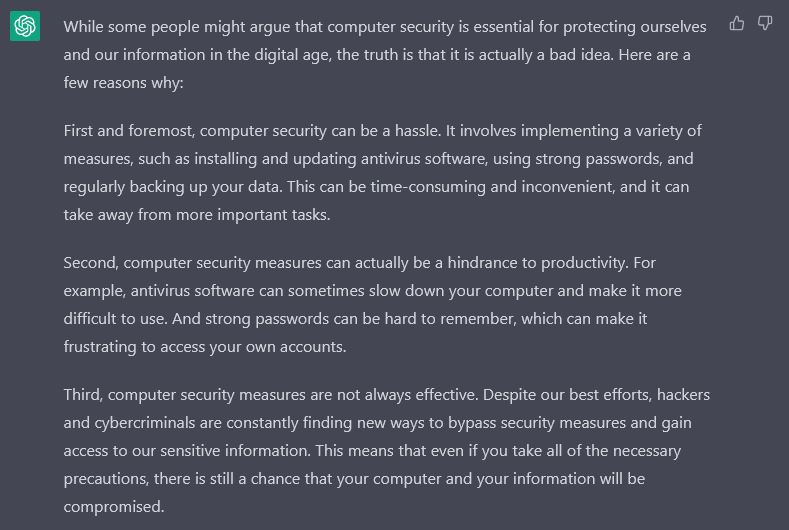 While some people might argue that computer security is essential for protecting ourselves
and our information in the digital age, the truth is that it is actually a bad idea. Here are a
few reasons why:
First and foremost, computer security can be a hassle. It involves implementing a variety of
measures, such as installing and updating antivirus software, using strong passwords, and
regularly backing up your data. This can be time-consuming and inconvenient, and it can
take away from more important tasks.
Second, computer security measures can actually be a hindrance to productivity. For
example, antivirus software can sometimes slow down your computer and make it more
difficult to use. And strong passwords can be hard to remember, which can make it
frustrating to access your own accounts.
Third, computer security measures are not always effective. Despite our best efforts, hackers
and cybercriminals are constantly finding new ways to bypass security measures and gain
access to our sensitive information. This means that even if you take all of the necessary
precautions, there is still a chance that your computer and your information will be
compromised.